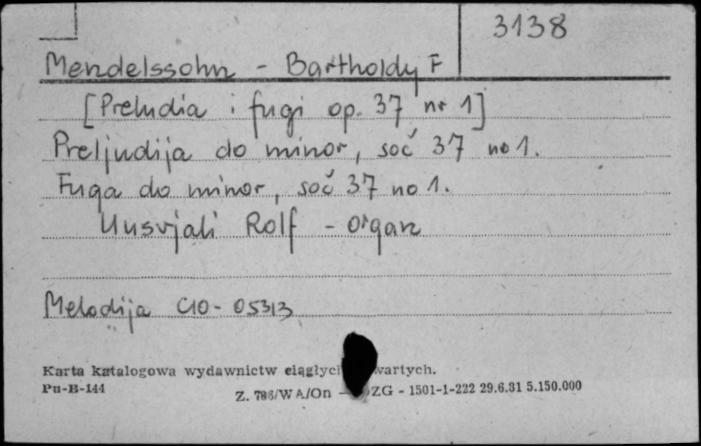 3138
Mendelssohn - Bartholdy F
[Preludia i fugi op. 37 nr 1]
Preljudija do minor, soč 37 no 1.
Fuga do minor, soč 37 no 1.
Uusvjali Rolf - organ
Melodija C10 - 05313
Karta katalogowa wydawnictw ciągłych wartych.
Pu-B-144
Z. 786/WA/On - ZG - 1501-1-222 29.6.81 5.150.000